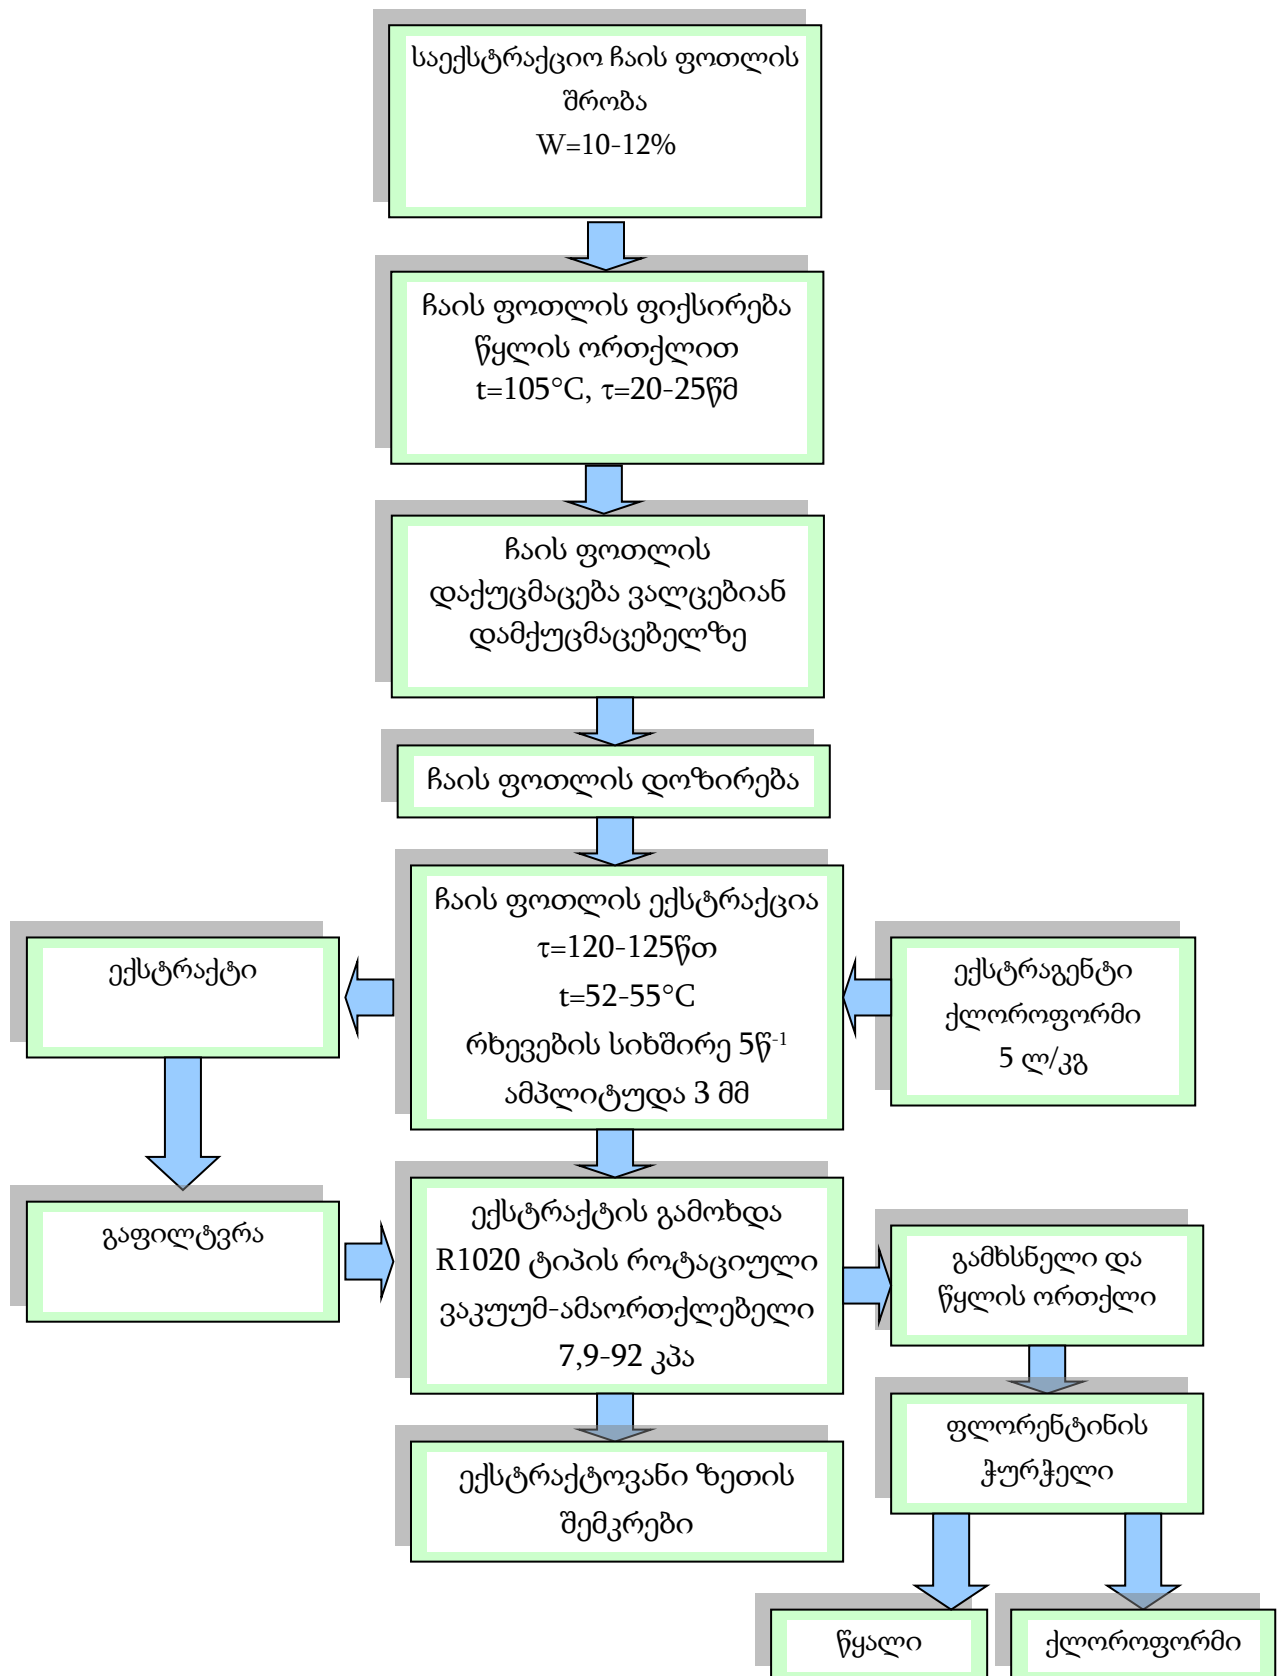 საექსტრაქციო ჩაის ფოთლის
შრობა
W=10-12%
ჩაის ფოთლის ფიქსირება
წყლის ორთქლით
t=105°C, τ=20-25წმ
ჩაის ფოთლის
დაქუცმაცება ვალცებიან
დამქუცმაცებელზე
ჩაის ფოთლის დოზირება
ჩაის ფოთლის ექსტრაქცია
τ=120-125წთ
t=52-55°C
რხევების სიხშირე 5წ⁻¹
ამპლიტუდა 3 მმ
ექსტრაგენტი
ქლოროფორმი
5 ლ/კგ
ექსტრაქტი
გაფილტვრა
ექსტრაქტის გამოხდა
R1020 ტიპის როტაციული
ვაკუუმ-ამაორთქლებელი
7,9-92 კპა
გამხსნელი და
წყლის ორთქლი
ფლორენტინის
ჭურჭელი
ექსტრაქტოვანი ზეთის
შემკრები
წყალი
ქლოროფორმი